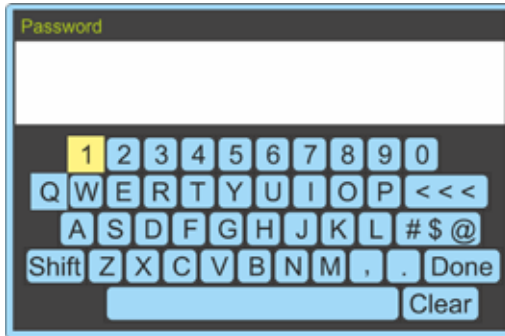 Password
1 2 3 4 5 6 7 8 9 0
Q W E R T Y U I O P < < <
A S D F G H J K L # $ @
Shift Z X C V B N M , . Done
Clear